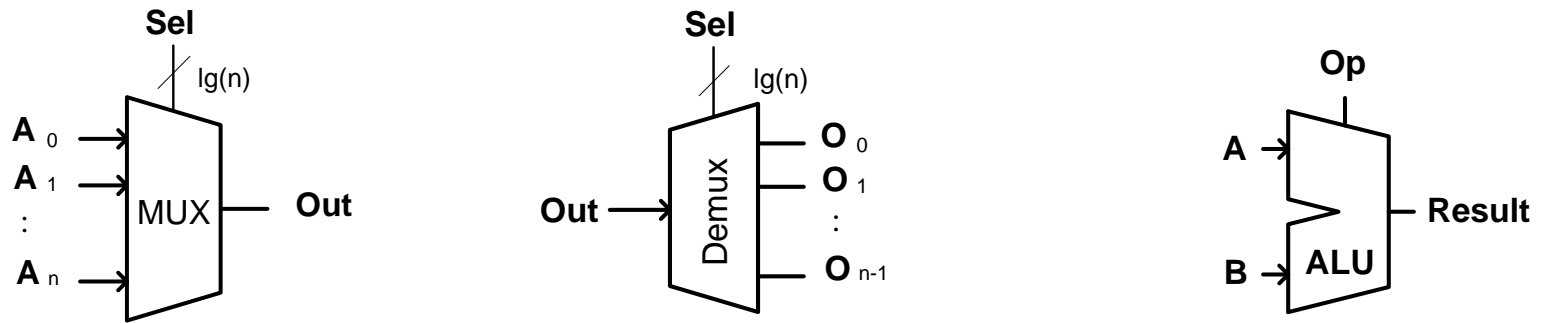 Sel
lg(n)
A 0
A 1
:
A n
MUX
Out
Sel
lg(n)
Out
Demux
O 0
O 1
:
O n-1
Op
A
B
ALU
Result